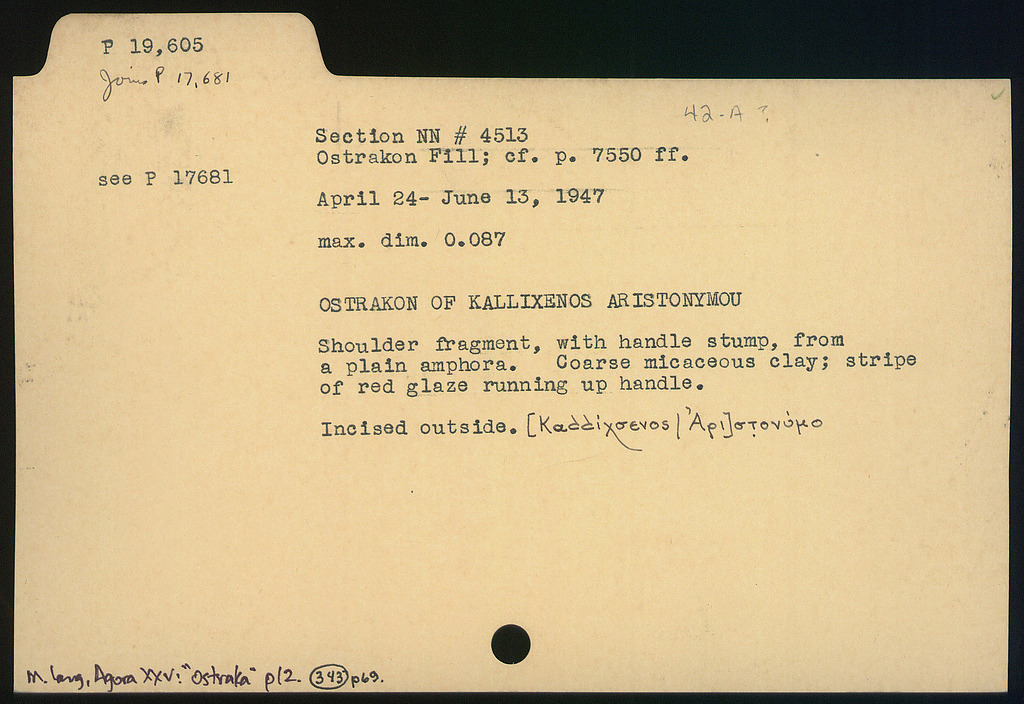 P 19,605
Joins P 17,681
42-A ?
Section NN # 4513
Ostrakon Fill; cf. p. 7550 ff.
see P 17681
April 24- June 13, 1947
max. dim. 0.087
OSTRAKON OF KALLIXENOS ARISTONYMOU
Shoulder fragment, with handle stump, from
a plain amphora. Coarse micaceous clay; stripe
of red glaze running up handle.
Incised outside. [Καλλίχσενος | Ἀρι]στ̣ονύμο
M. Lang, Agora XXV: "Ostraka" pl2. 343 p69.